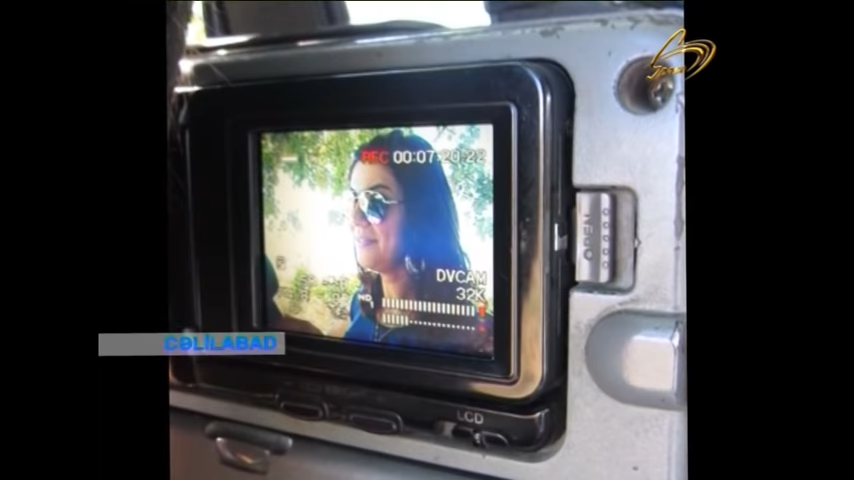 REC 00:07:20:22
DVCAM
32K
OPEN
CƏLİLABAD
LCD